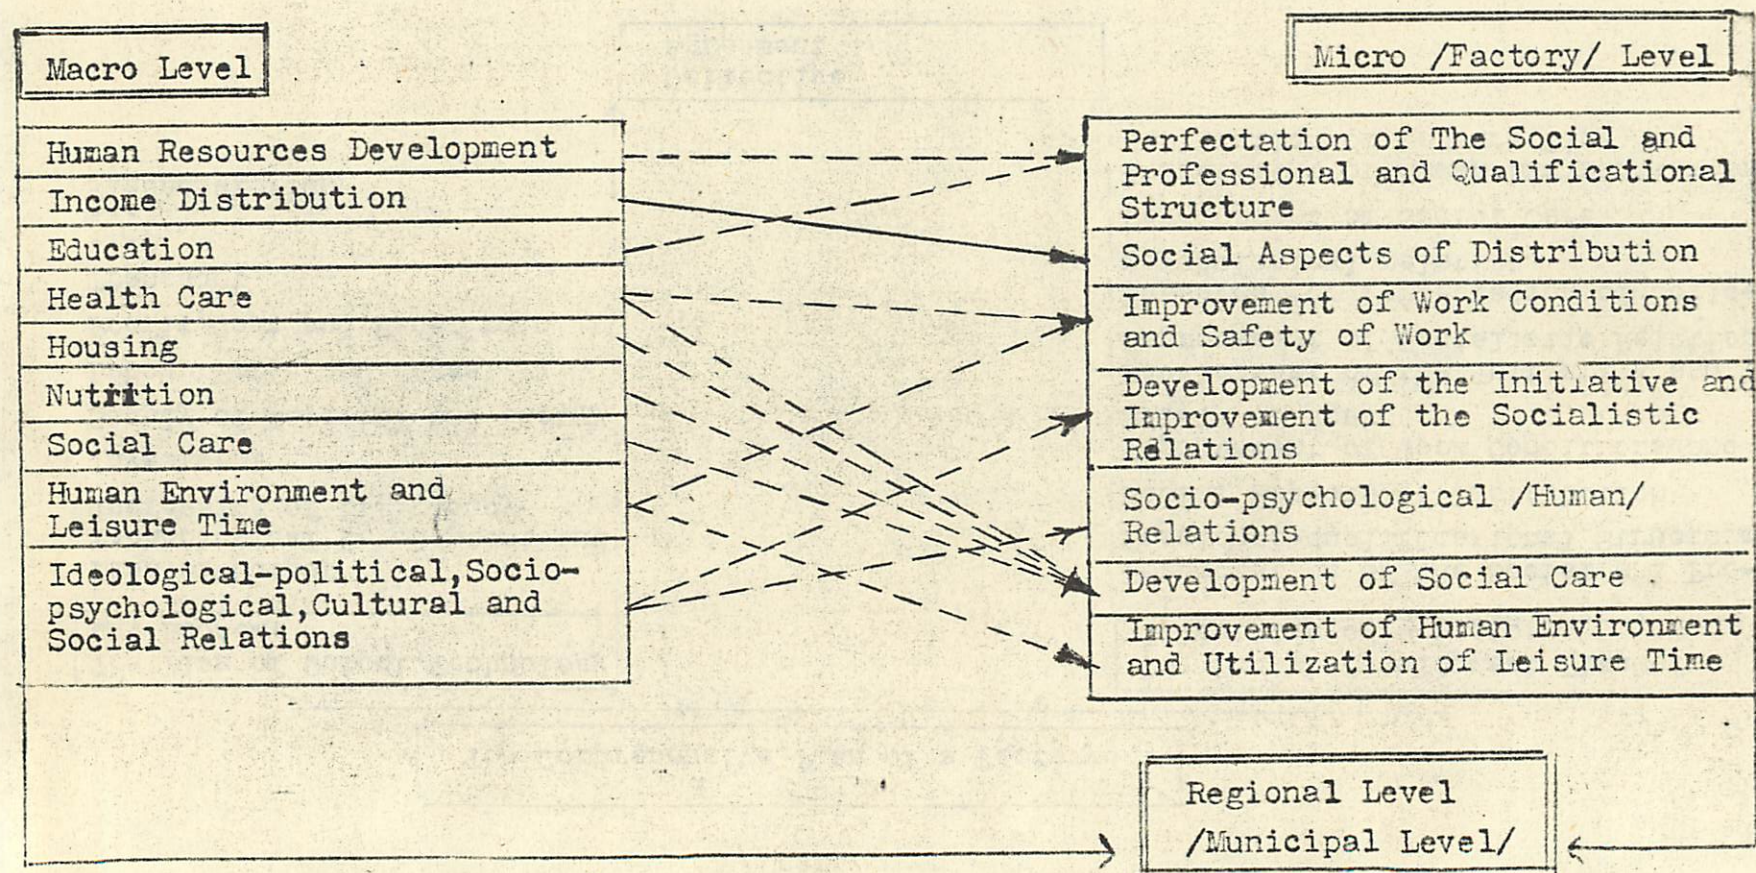 Macro Level
Micro /Factory/ Level
Human Resources Development
Income Distribution
Education
Health Care
Housing
Nutrition
Social Care
Human Environment and
Leisure Time
Ideological-political,Socio-
psychological,Cultural and
Social Relations
Perfectation of The Social and
Professional and Qualificational
Structure
Social Aspects of Distribution
Improvement of Work Conditions
and Safety of Work
Development of the Initiative and
Improvement of the Socialistic
Relations
Socio-psychological /Human/
Relations
Development of Social Care
Improvement of Human Environment
and Utilization of Leisure Time
Regional Level
/Municipal Level/